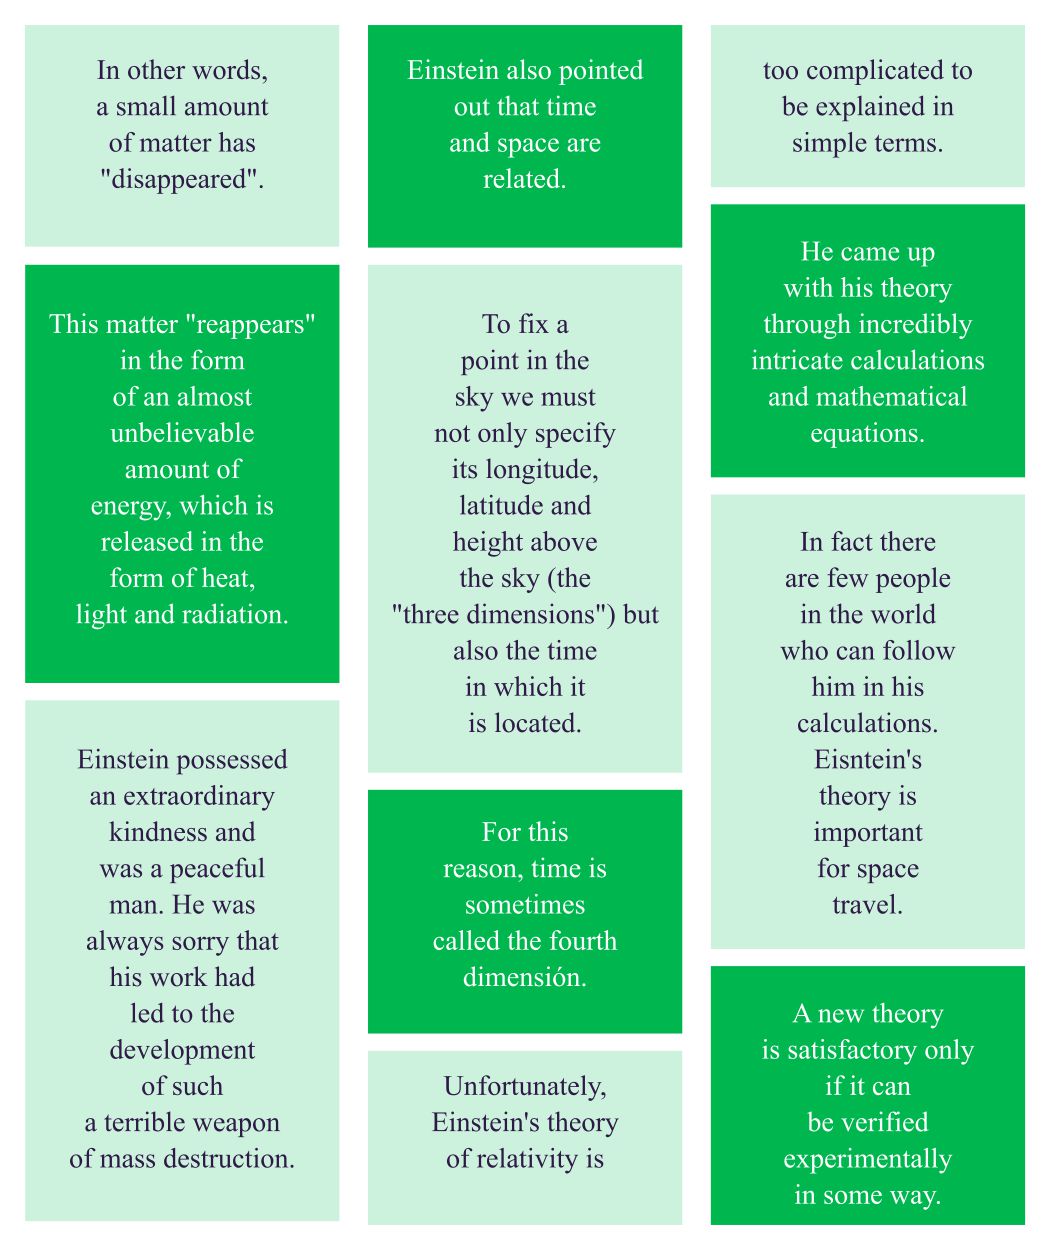 In other words,
a small amount
of matter has
"disappeared".
This matter "reappears"
in the form
of an almost
unbelievable
amount of
energy, which is
released in the
form of heat,
light and radiation.
Einstein possessed
an extraordinary
kindness and
was a peaceful
man. He was
always sorry that
his work had
led to the
development
of such
a terrible weapon
of mass destruction.
Einstein also pointed
out that time
and space are
related.
To fix a
point in the
sky we must
not only specify
its longitude,
latitude and
height above
the sky (the
"three dimensions") but
also the time
in which it
is located.
For this
reason, time is
sometimes
called the fourth
dimensión.
Unfortunately,
Einstein's theory
of relativity is
too complicated to
be explained in
simple terms.
He came up
with his theory
through incredibly
intricate calculations
and mathematical
equations.
In fact there
are few people
in the world
who can follow
him in his
calculations.
Eisntein's
theory is
important
for space
travel.
A new theory
is satisfactory only
if it can
be verified
experimentally
in some way.